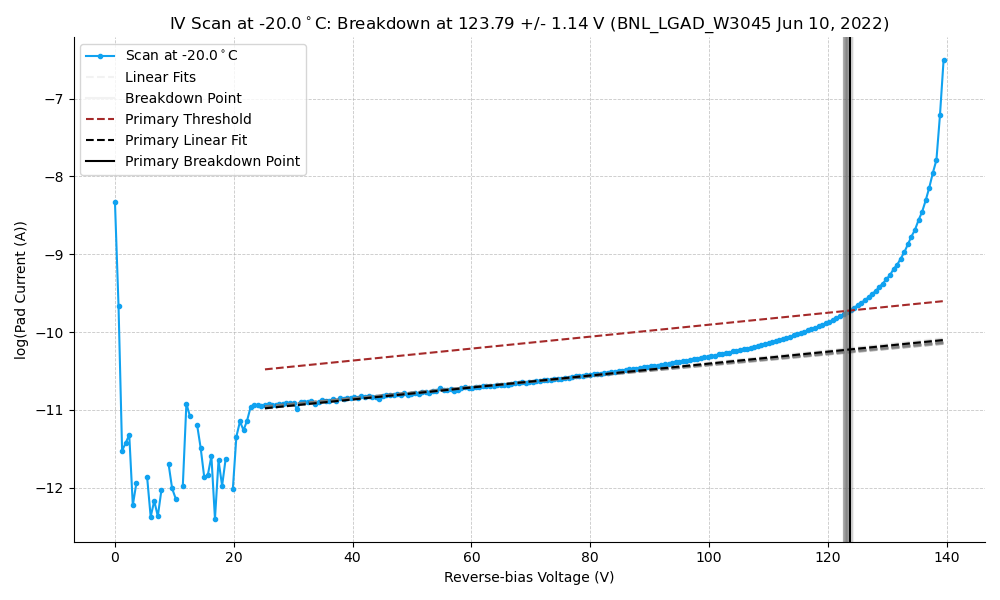 IV Scan at -20.0°C: Breakdown at 123.79 +/- 1.14 V (BNL_LGAD_W3045 Jun 10, 2022)
Scan at -20.0°C
Linear Fits
Breakdown Point
Primary Threshold
Primary Linear Fit
Primary Breakdown Point
log(Pad Current (A))
−7
−8
−9
−10
−11
−12
0 20 40 60 80 100 120 140
Reverse-bias Voltage (V)